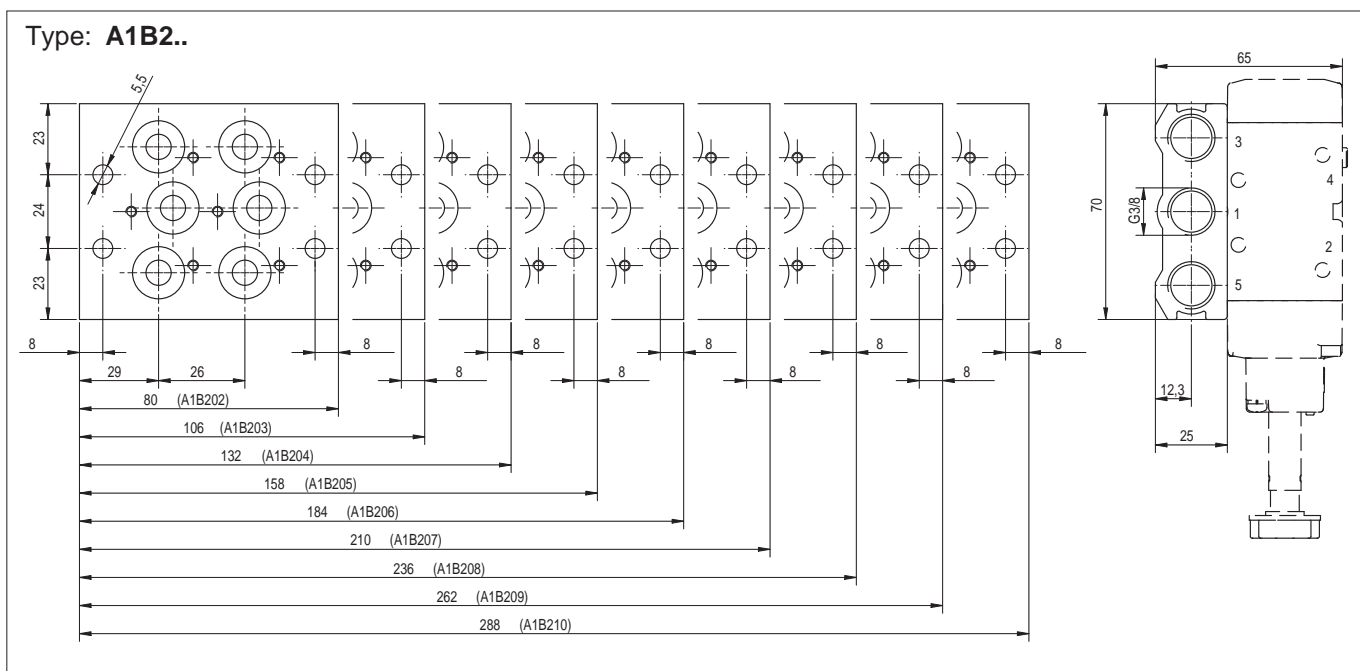 Type: A1B2..
5,5
23
24
23
8
8
8
8
8
8
8
8
8
8
29
26
80 (A1B202)
106 (A1B203)
132 (A1B204)
158 (A1B205)
184 (A1B206)
210 (A1B207)
236 (A1B208)
262 (A1B209)
288 (A1B210)
65
70
G3/8
3
4
1
2
5
12,3
25